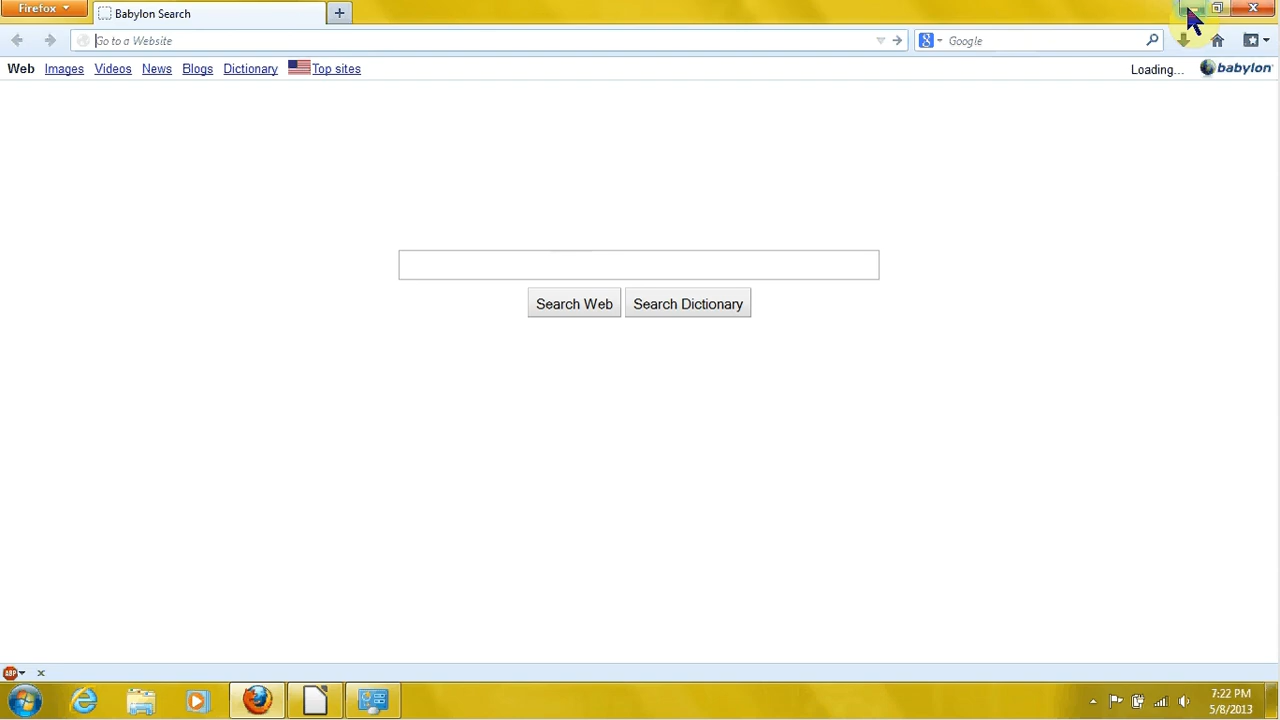 Firefox
Babylon Search
Go to a Website
Google
Web Images Videos News Blogs Dictionary Top sites
Loading... babylon
Search Web Search Dictionary
ABP
7:22 PM
5/8/2013